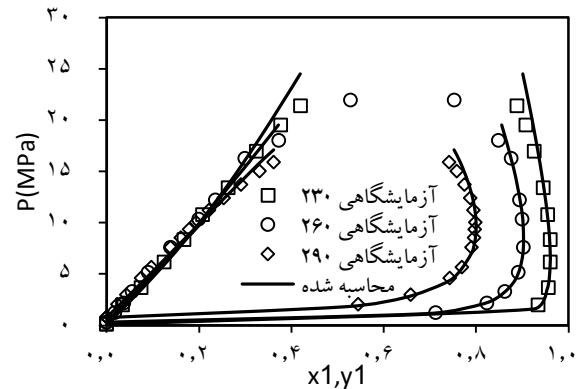 ۳۰
۲۵
۲۰
۱۵
۱۰
۵
۰
P(MPa)
آزمایشگاهی ۲۳۰
آزمایشگاهی ۲۶۰
آزمایشگاهی ۲۹۰
محاسبه شده
۰,۰ ۰,۲ ۰,۴ ۰,۶ ۰,۸ ۱,۰
x1,y1